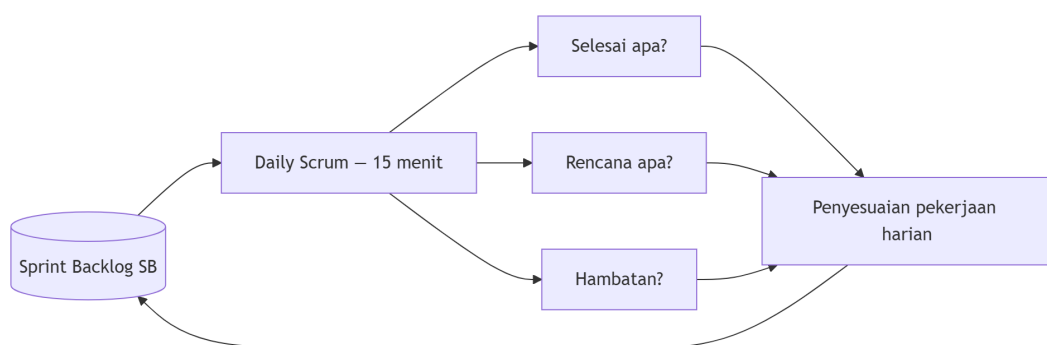 Selesai apa?
Daily Scrum — 15 menit
Rencana apa?
Penyesuaian pekerjaan
harian
Sprint Backlog SB
Hambatan?